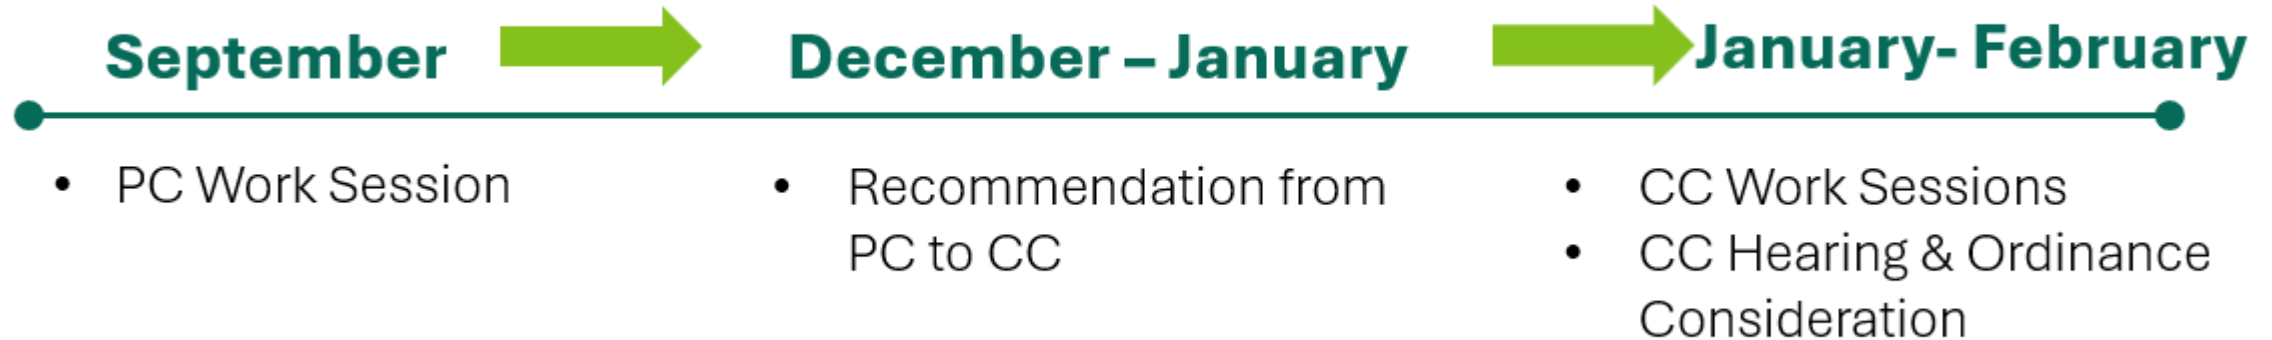 September
December – January
January- February
• PC Work Session
• Recommendation from
PC to CC
• CC Work Sessions
• CC Hearing & Ordinance
Consideration